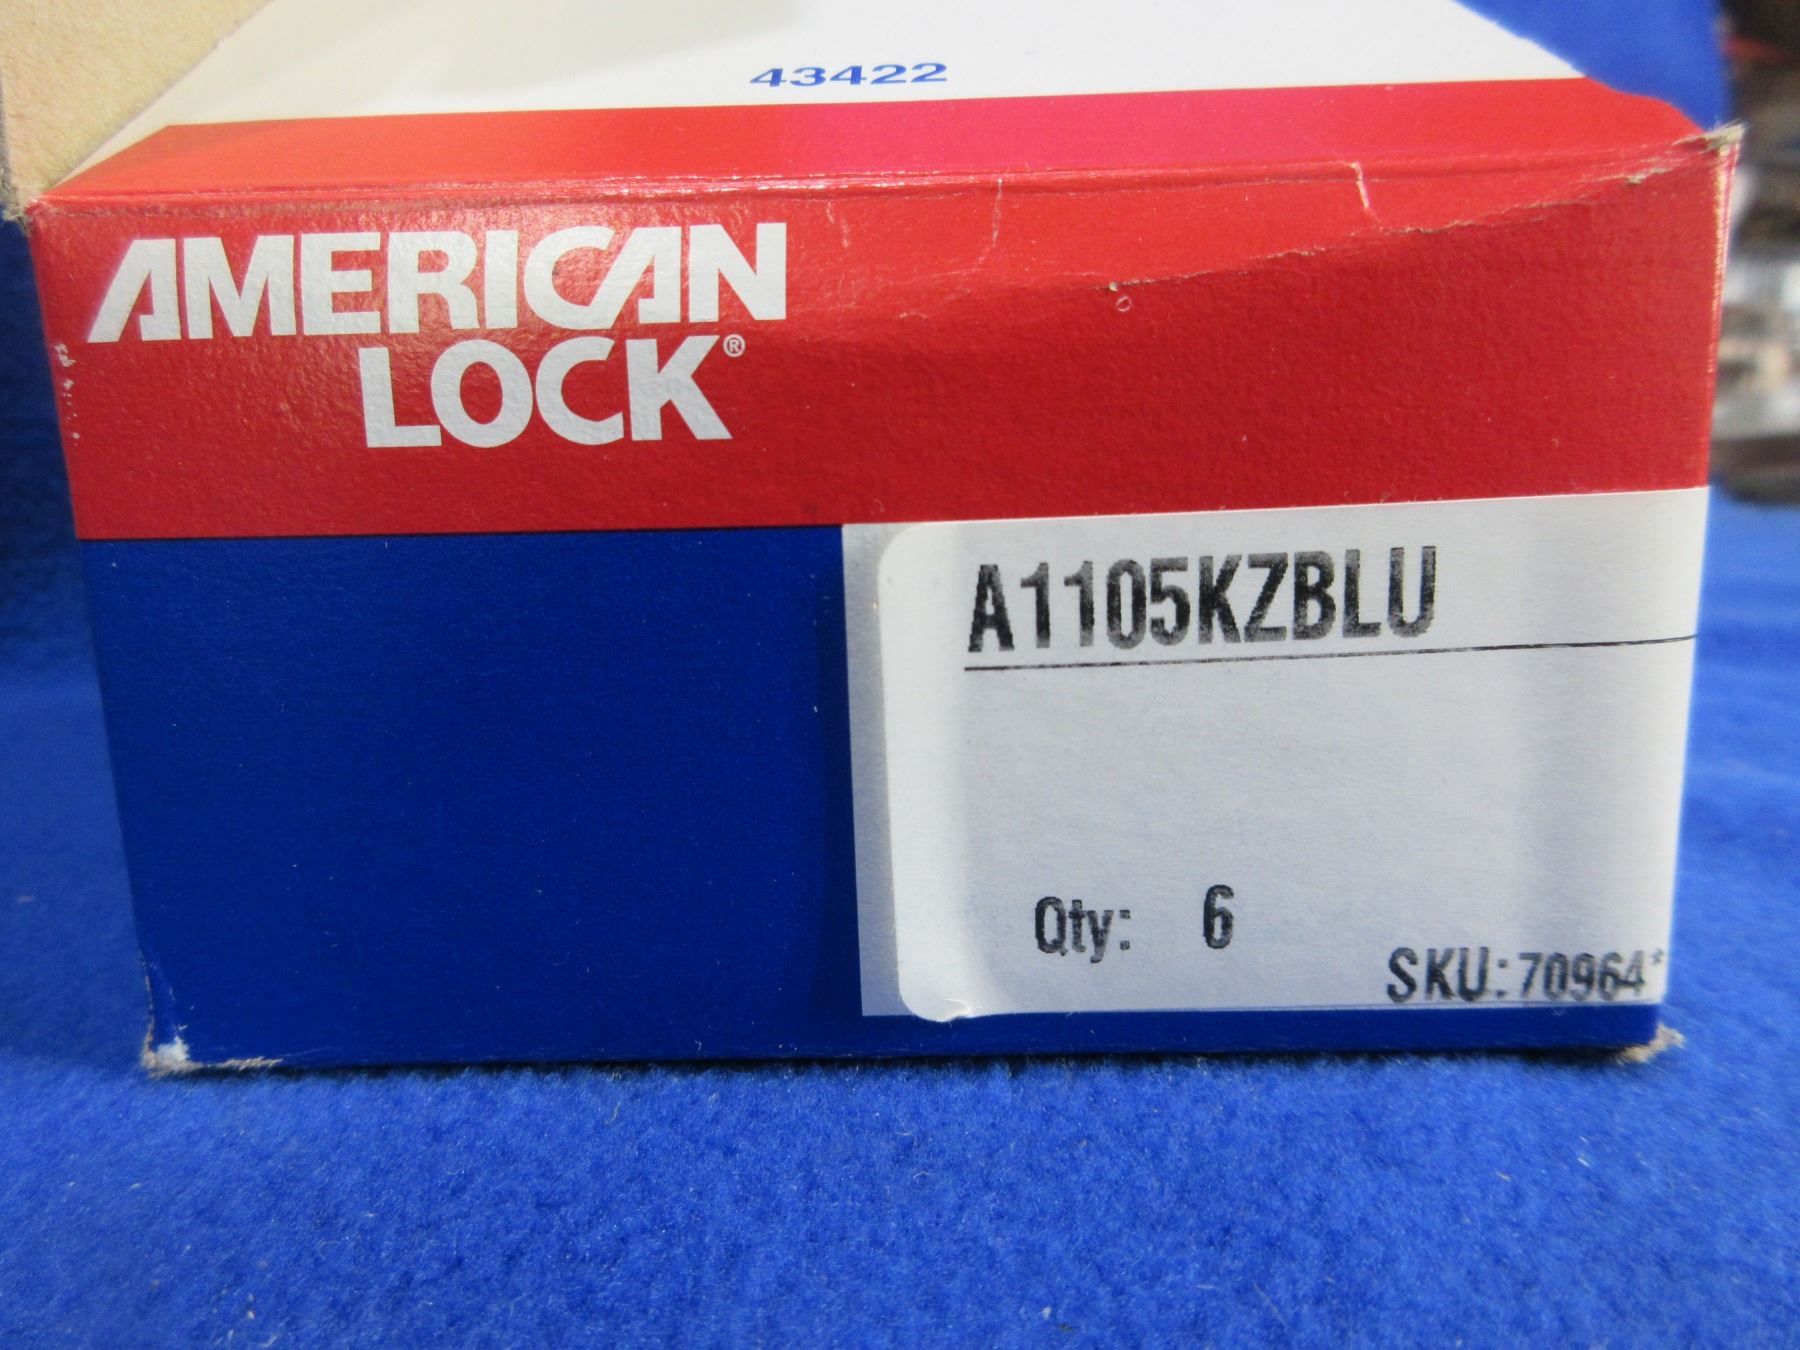 43422
AMERICAN
LOCK®
A1105KZBLU
Qty: 6
SKU:70964*